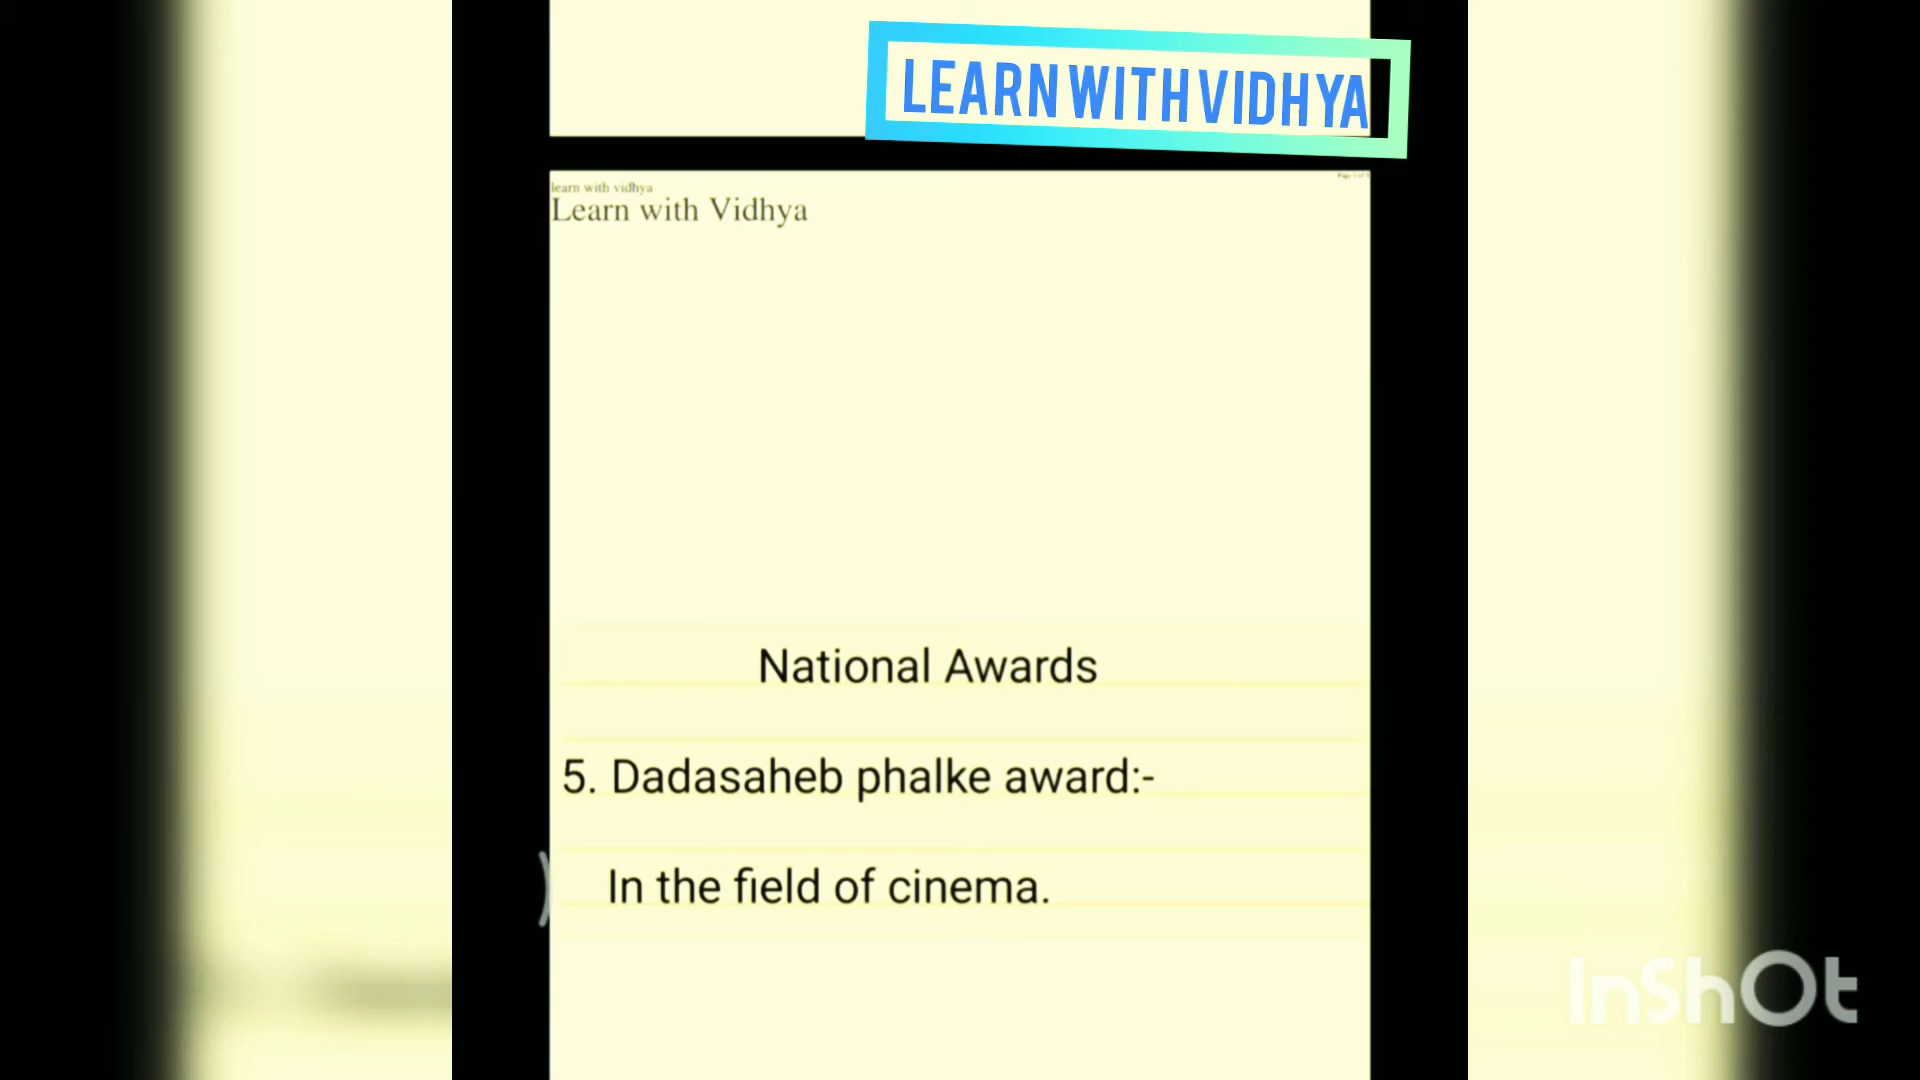 LEARN WITH VIDHYA
learn with vidhya
Learn with Vidhya
National Awards
5. Dadasaheb phalke award:-
In the field of cinema.
InShOt